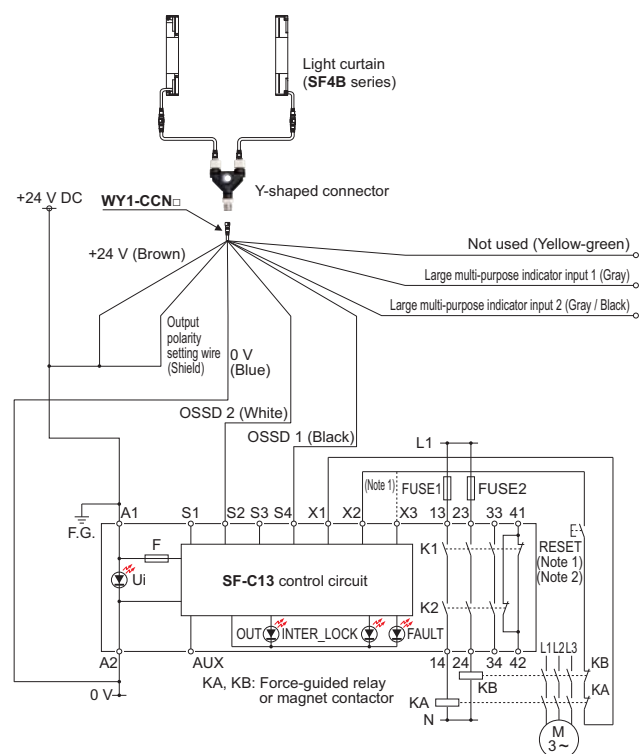 Light curtain
(SF4B series)
Y-shaped connector
+24 V DC
WY1-CCN□
+24 V (Brown)
Not used (Yellow-green)
Large multi-purpose indicator input 1 (Gray)
Large multi-purpose indicator input 2 (Gray / Black)
Output
polarity
setting wire
(Shield)
0 V
(Blue)
OSSD 2 (White)
OSSD 1 (Black)
L1
(Note 1)
FUSE1
FUSE2
A1 S1 S2 S3 S4 X1 X2 X3 13 23 33 41
F.G.
F
Ui
SF-C13 control circuit
K1
RESET
(Note 1)
(Note 2)
K2
OUT INTER_LOCK FAULT
L1 L2 L3
A2 AUX 14 24 34 42
KB
KA, KB: Force-guided relay
or magnet contactor
KB
KA
KA
0 V
N
M
3~